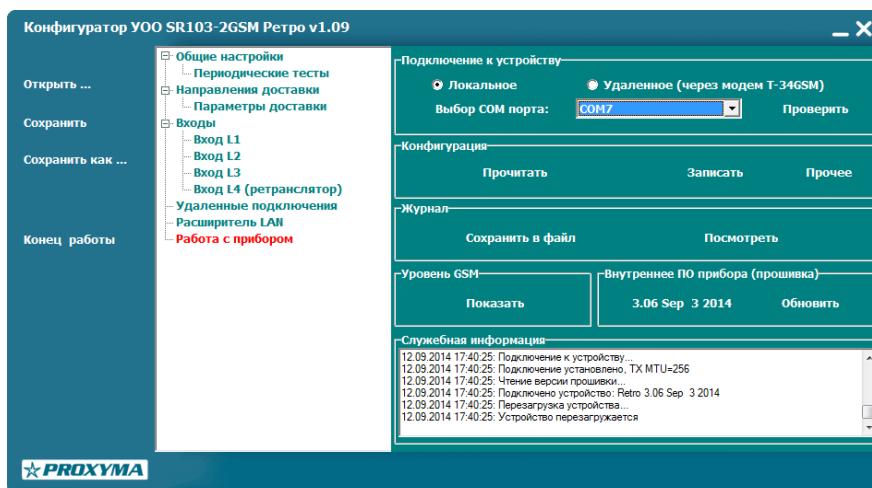 Конфигуратор УОО SR103-2GSM Ретро v1.09
Открыть ...
Сохранить
Сохранить как ...
Конец работы
Общие настройки
Периодические тесты
Направления доставки
Параметры доставки
Входы
Вход L1
Вход L2
Вход L3
Вход L4 (ретранслятор)
Удаленные подключения
Расширитель LAN
Работа с прибором
Подключение к устройству
Локальное Удаленное (через модем T-34GSM)
Выбор COM порта: COM7 Проверить
Конфигурация
Прочитать Записать Прочее
Журнал
Сохранить в файл Посмотреть
Уровень GSM
Показать
Внутреннее ПО прибора (прошивка)
3.06 Sep 3 2014 Обновить
Служебная информация
12.09.2014 17:40:25: Подключение к устройству...
12.09.2014 17:40:25: Подключение установлено, TX MTU=256
12.09.2014 17:40:25: Чтение версии прошивки...
12.09.2014 17:40:25: Подключено устройство: Retro 3.06 Sep 3 2014
12.09.2014 17:40:25: Перезагрузка устройства...
12.09.2014 17:40:25: Устройство перезагружается
PROXYMA